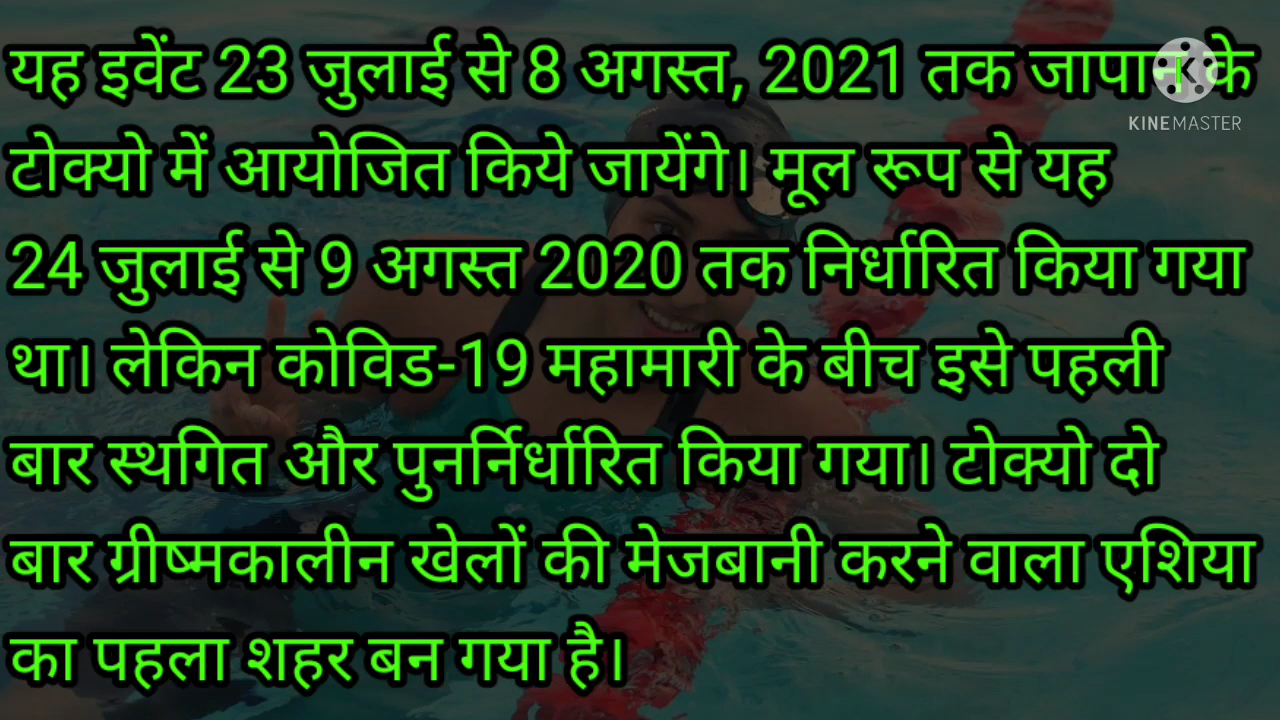 यह इवेंट 23 जुलाई से 8 अगस्त, 2021 तक जापान के
KINEMASTER
टोक्यो में आयोजित किये जायेंगे। मूल रूप से यह
24 जुलाई से 9 अगस्त 2020 तक निर्धारित किया गया
था। लेकिन कोविड-19 महामारी के बीच इसे पहली
बार स्थगित और पुनर्निर्धारित किया गया। टोक्यो दो
बार ग्रीष्मकालीन खेलों की मेजबानी करने वाला एशिया
का पहला शहर बन गया है।